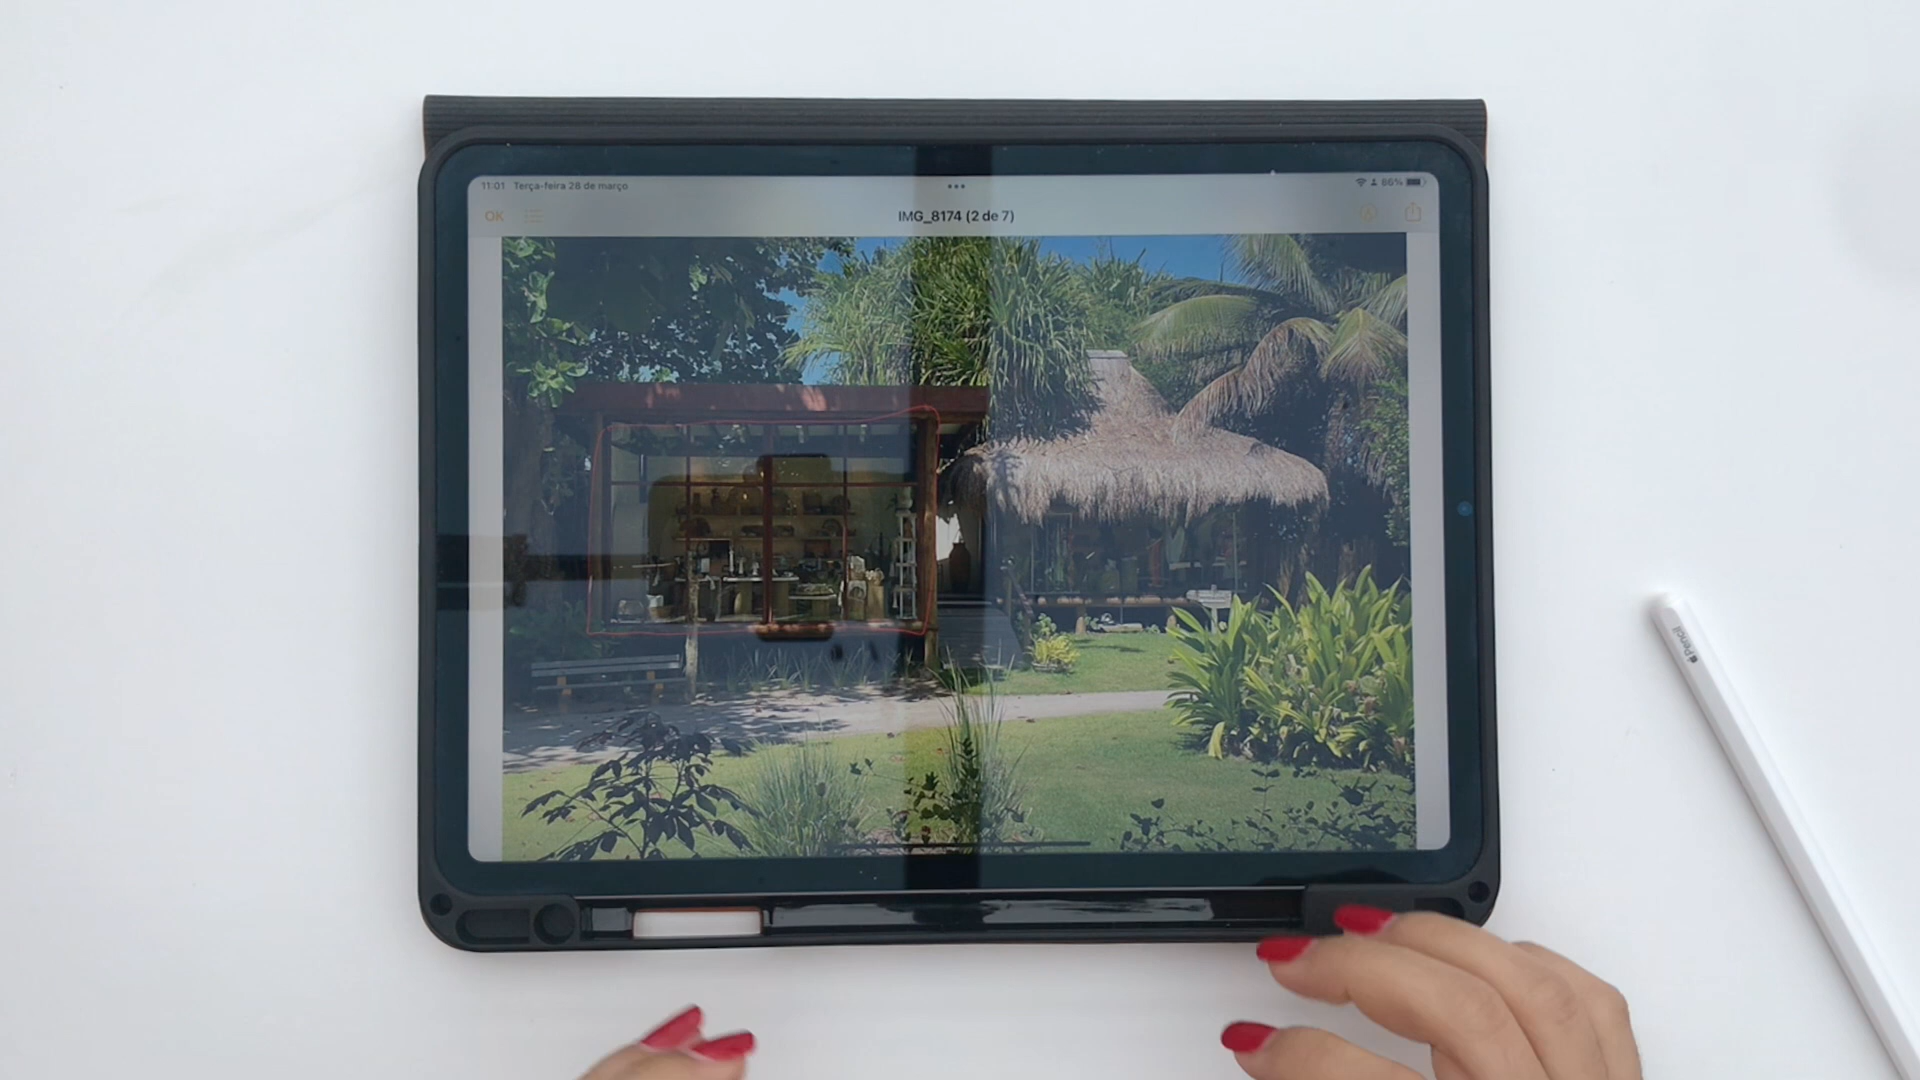 11:01 Terça-feira 28 de março
86%
OK
IMG_8174 (2 de 7)
Pencil